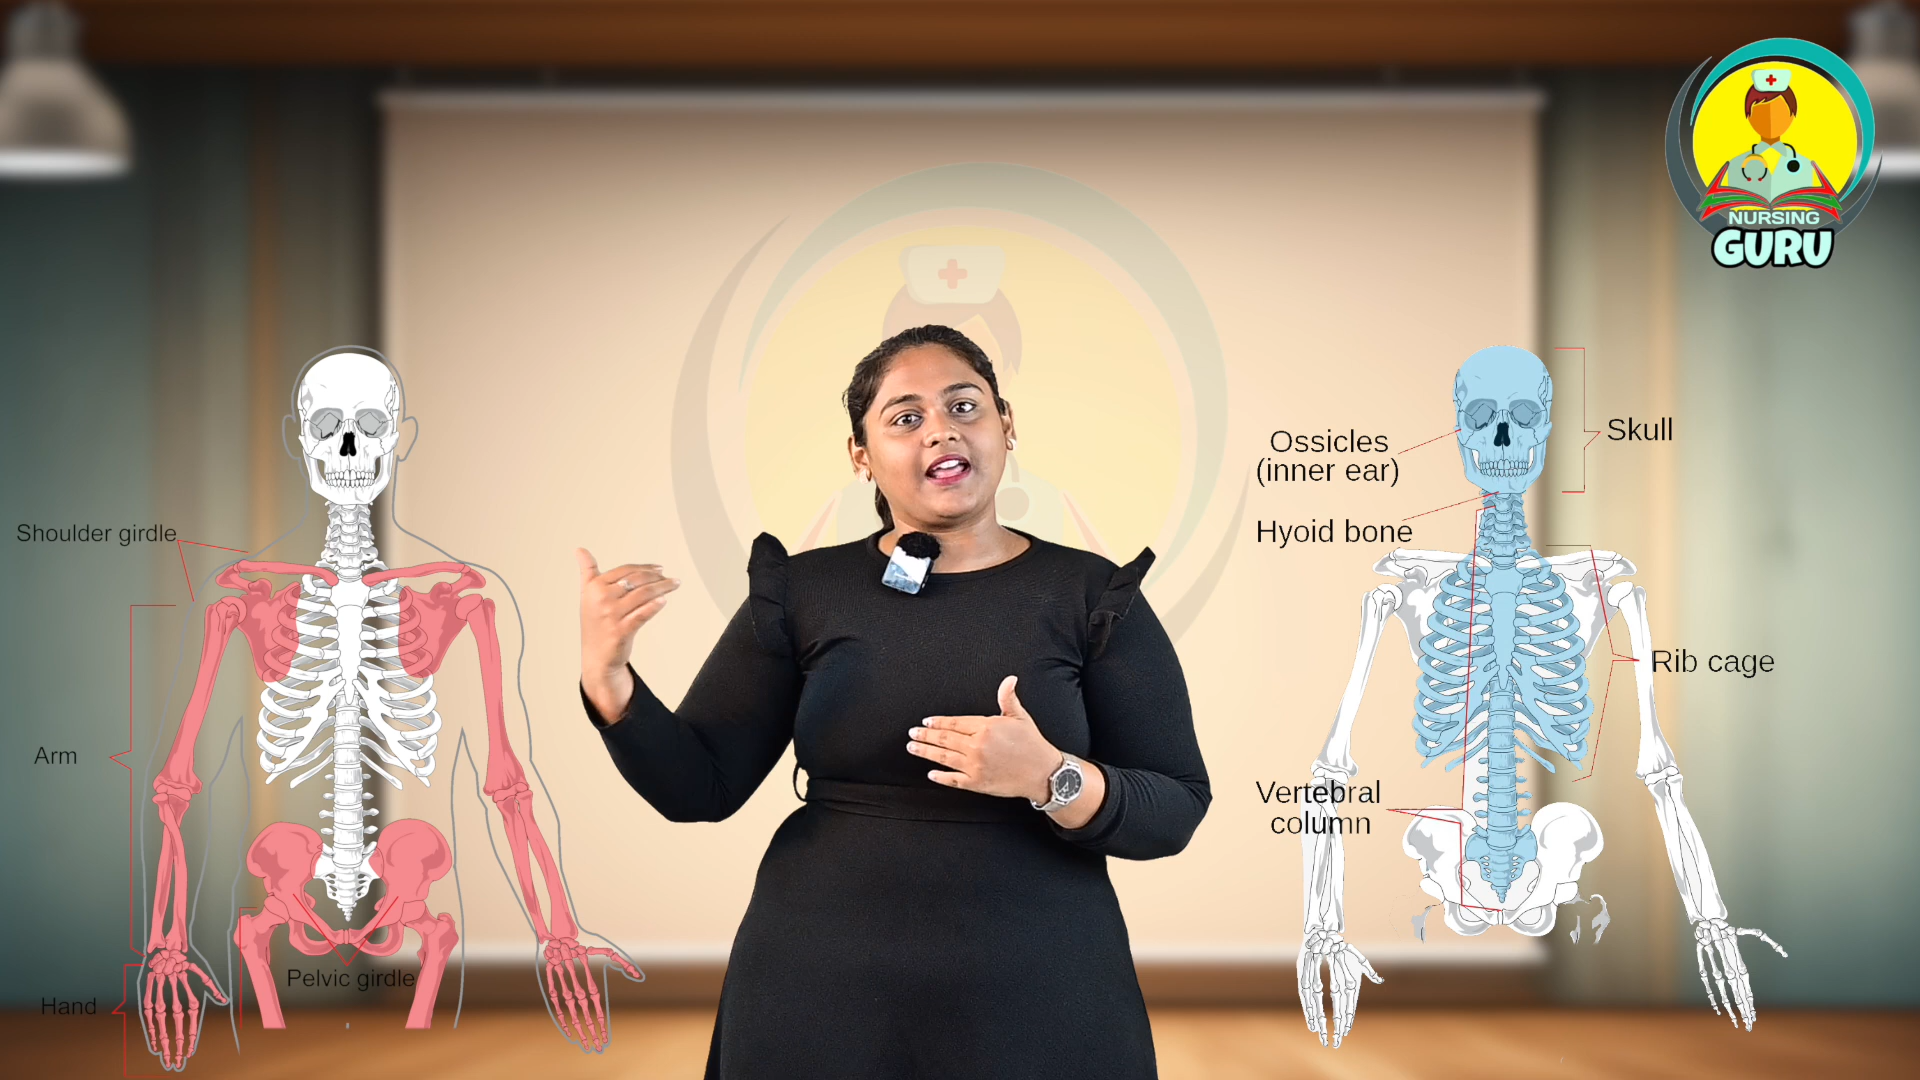 NURSING
GURU
Ossicles
(inner ear)
Skull
Hyoid bone
Shoulder girdle
Rib cage
Arm
Vertebral
column
Pelvic girdle
Hand